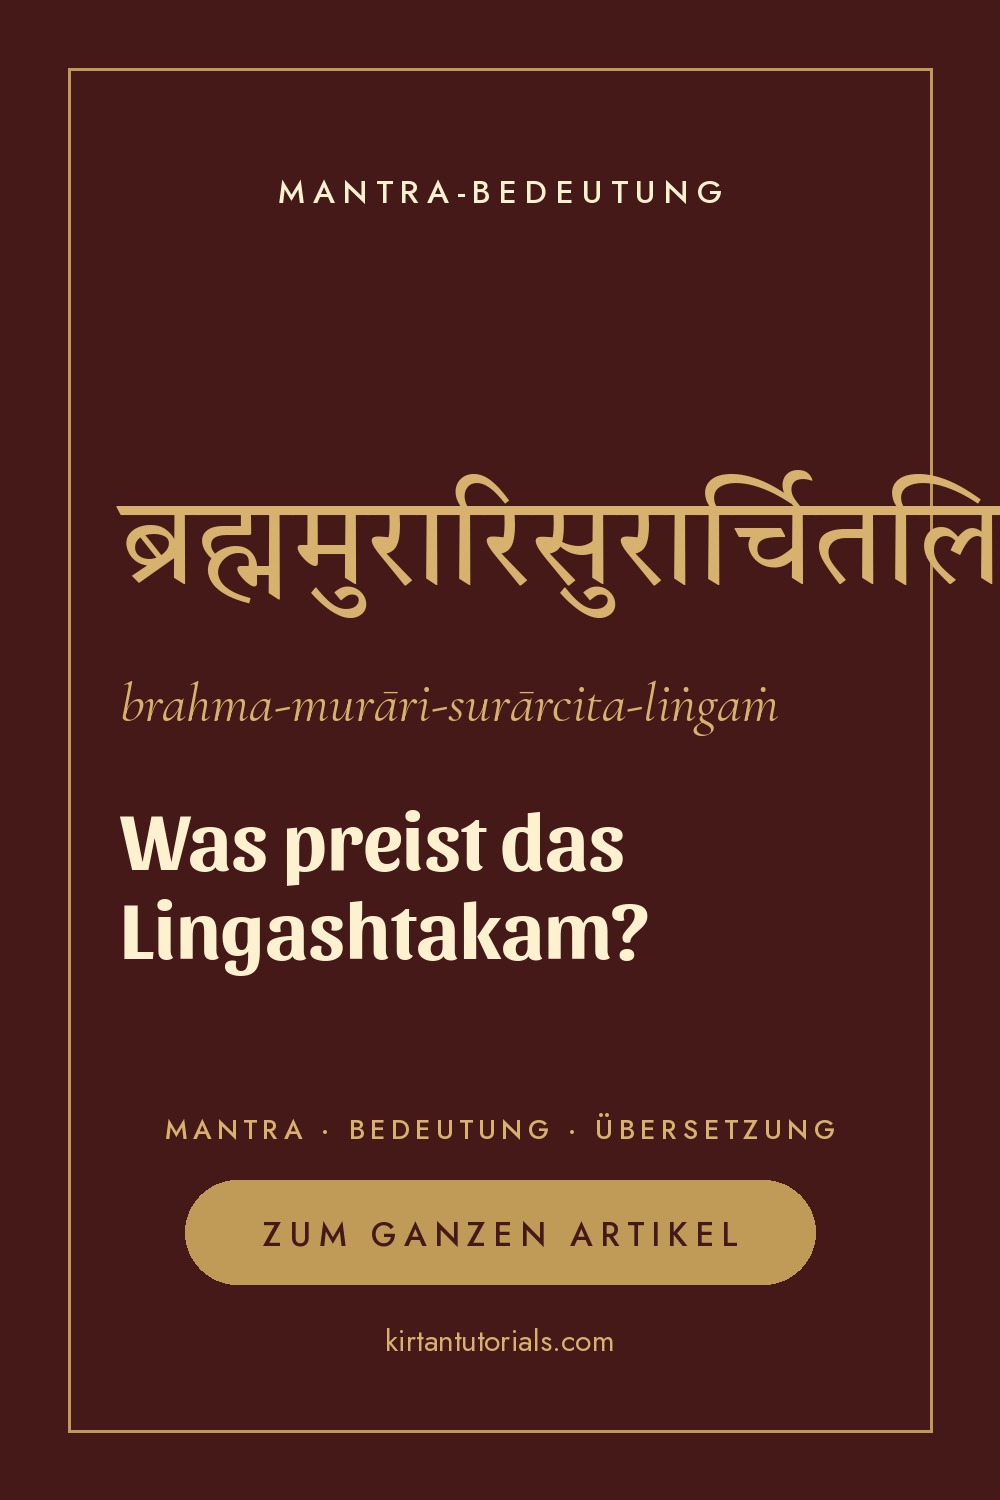 MANTRA-BEDEUTUNG
ब्रह्ममुरारिसुरार्चितलि
brahma-murāri-surārcita-liṅgaṁ
Was preist das
Lingashtakam?
MANTRA · BEDEUTUNG · ÜBERSETZUNG
ZUM GANZEN ARTIKEL
kirtantutorials.com